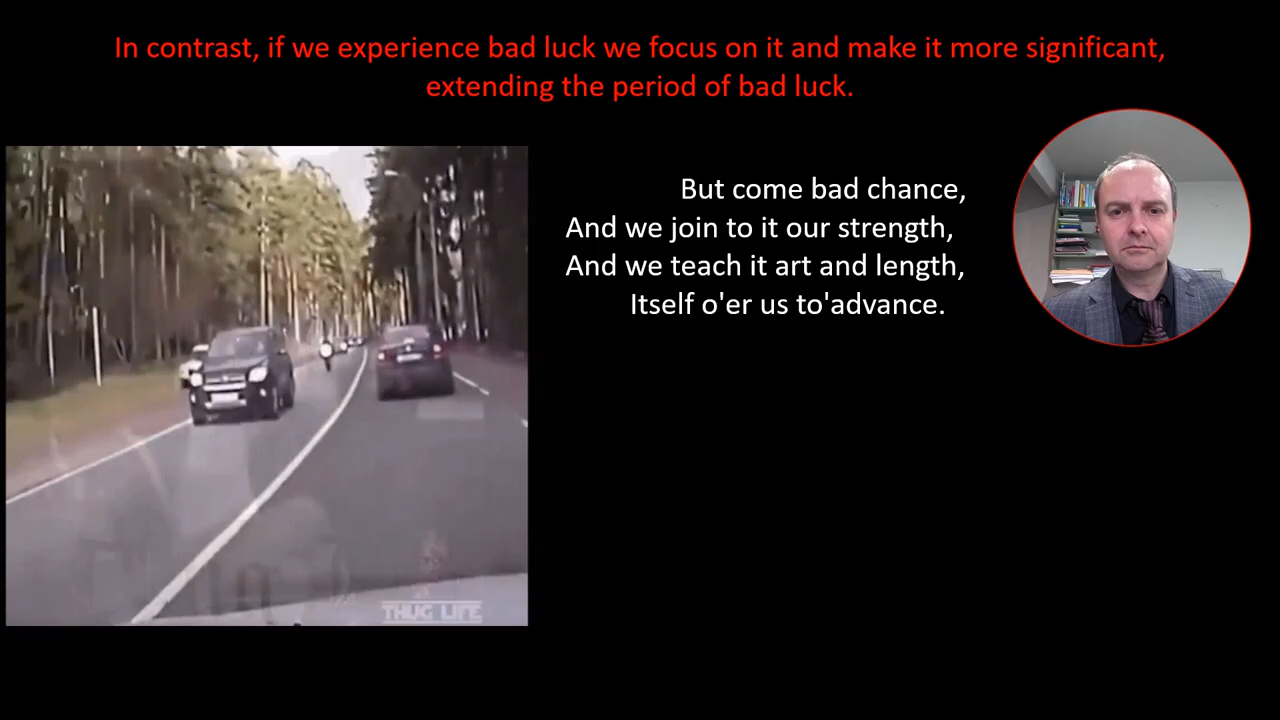 In contrast, if we experience bad luck we focus on it and make it more significant,
extending the period of bad luck.
But come bad chance,
And we join to it our strength,
And we teach it art and length,
Itself o'er us to'advance.
THUG LIFE